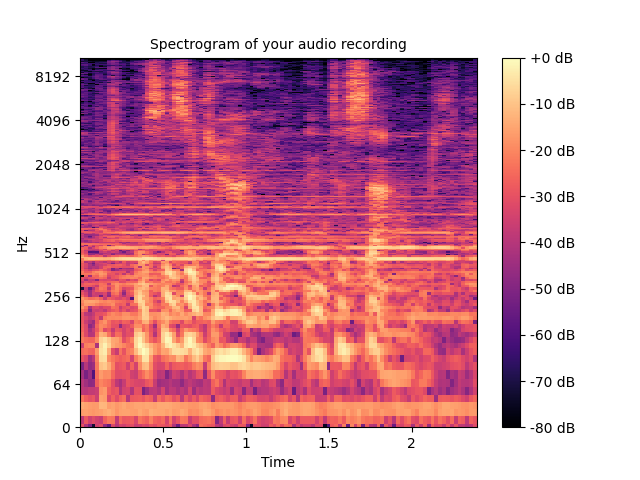 Spectrogram of your audio recording
Hz
8192
4096
2048
1024
512
256
128
64
0
0 0.5 1 1.5 2
Time
+0 dB
-10 dB
-20 dB
-30 dB
-40 dB
-50 dB
-60 dB
-70 dB
-80 dB